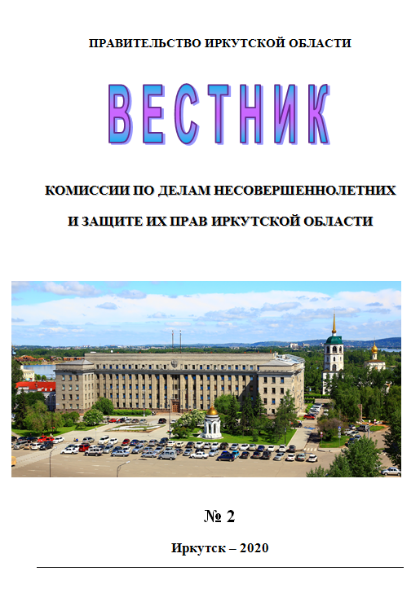 ПРАВИТЕЛЬСТВО ИРКУТСКОЙ ОБЛАСТИ
ВЕСТНИК
КОМИССИИ ПО ДЕЛАМ НЕСОВЕРШЕННОЛЕТНИХ
И ЗАЩИТЕ ИХ ПРАВ ИРКУТСКОЙ ОБЛАСТИ
№ 2
Иркутск – 2020